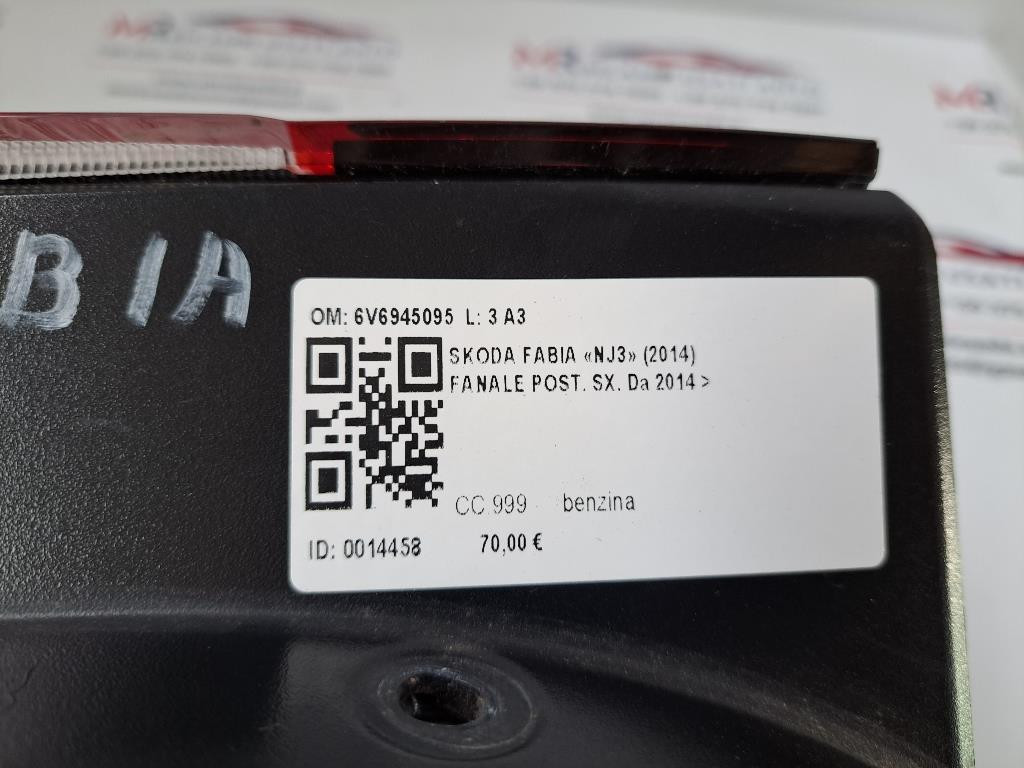 BIA
OM: 6V6945095 L: 3 A3
SKODA FABIA «NJ3» (2014)
FANALE POST. SX. Da 2014 >
CC 999 benzina
ID: 0014458 70,00 €